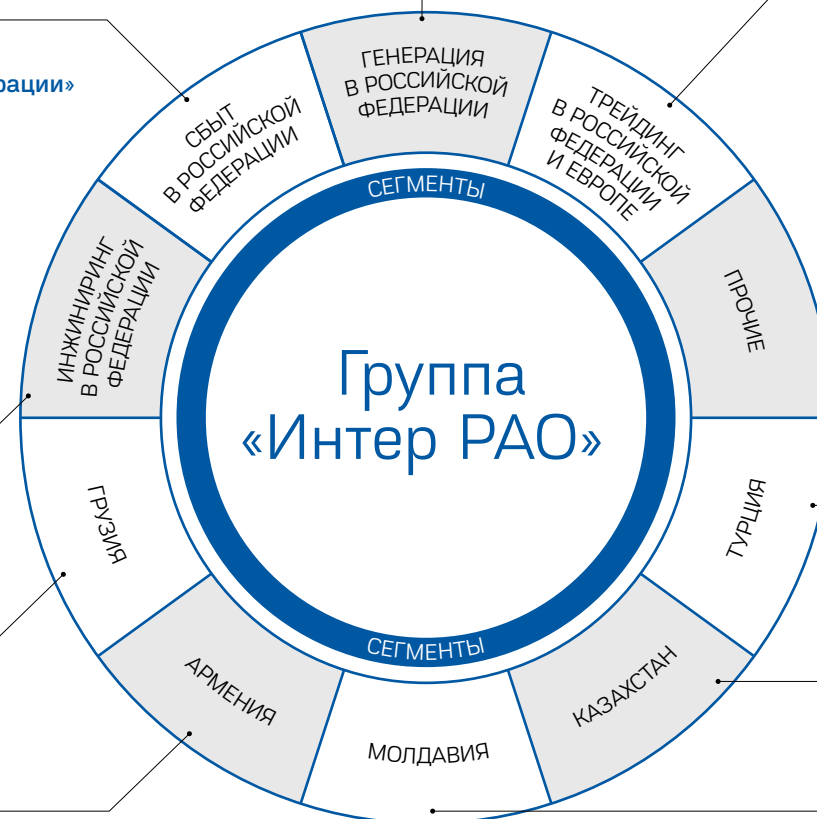 рации»
ГЕНЕРАЦИЯ
В РОССИЙСКОЙ
ФЕДЕРАЦИИ
ТРЕЙДИНГ
В РОССИЙСКОЙ
ФЕДЕРАЦИИ
И ЕВРОПЕ
ПРОЧИЕ
ТУРЦИЯ
КАЗАХСТАН
МОЛДАВИЯ
АРМЕНИЯ
ГРУЗИЯ
ИНЖИНИРИНГ
В РОССИЙСКОЙ
ФЕДЕРАЦИИ
СБЫТ
В РОССИЙСКОЙ
ФЕДЕРАЦИИ
СЕГМЕНТЫ
Группа
«Интер РАО»
СЕГМЕНТЫ